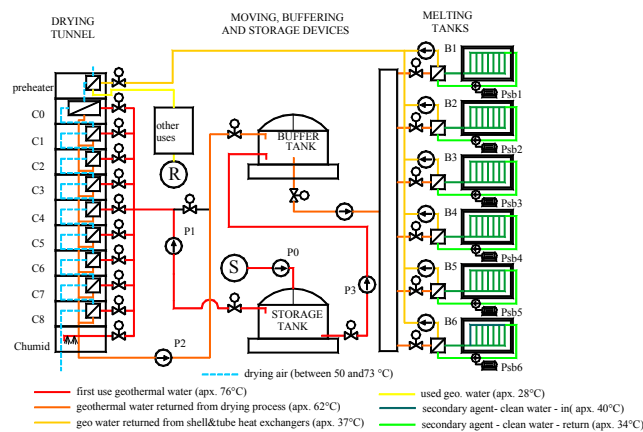 DRYING
TUNNEL
MOVING, BUFFERING
AND STORAGE DEVICES
MELTING
TANKS
preheater
C0
C1
C2
C3
C4
C5
C6
C7
C8
Chumid
other
uses
R
BUFFER
TANK
P1
S
P0
P3
STORAGE
TANK
P2
B1
Psb1
B2
Psb2
B3
Psb3
B4
Psb4
B5
Psb5
B6
Psb6
drying air (between 50 and73 °C)
first use geothermal water (apx. 76°C)
geothermal water returned from drying process (apx. 62°C)
geo water returned from shell&tube heat exchangers (apx. 37°C)
used geo. water (apx. 28°C)
secondary agent- clean water - in( apx. 40°C)
secondary agent - clean water - return (apx. 34°C)